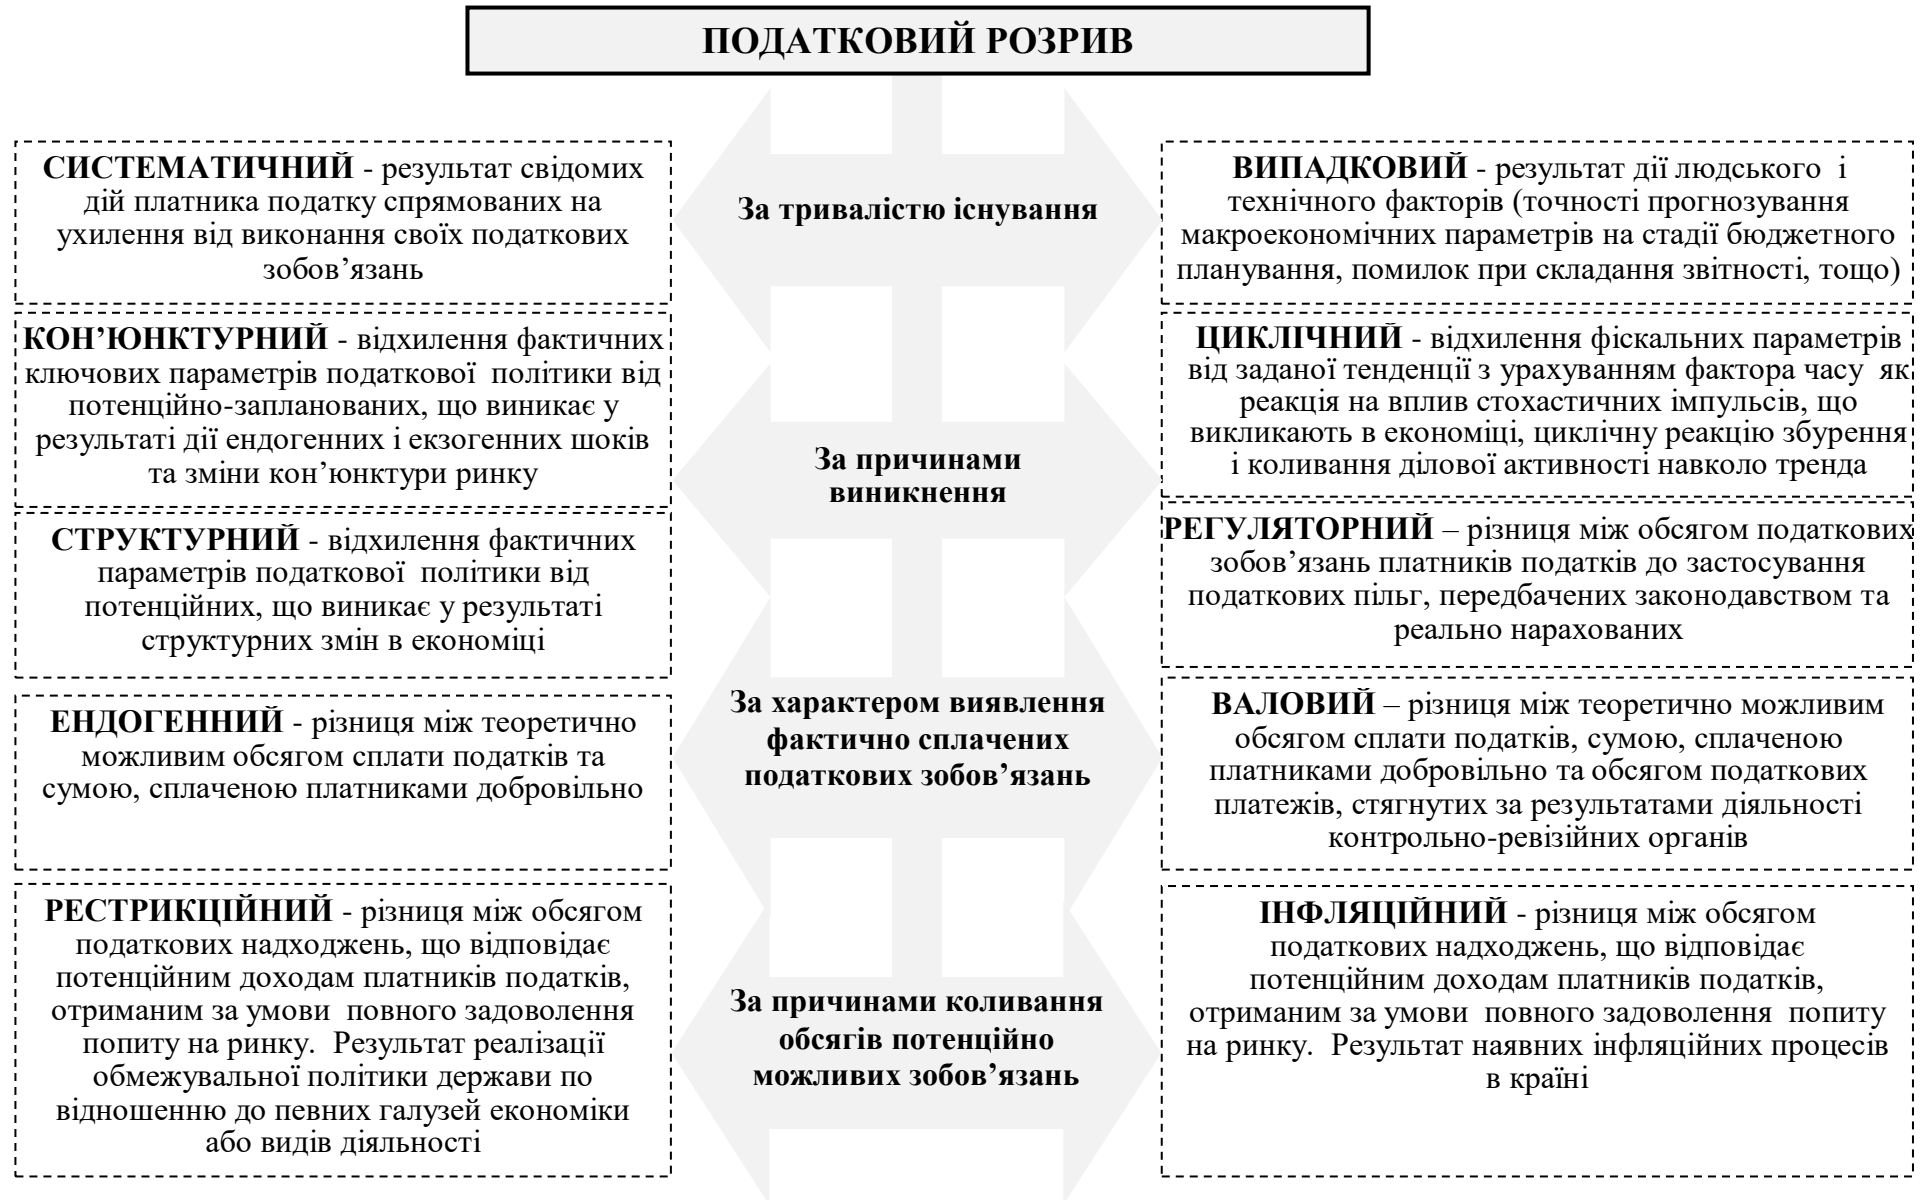 ПОДАТКОВИЙ РОЗРИВ
СИСТЕМАТИЧНИЙ - результат свідомих
дій платника податку спрямованих на
ухилення від виконання своїх податкових
зобов’язань
За тривалістю існування
ВИПАДКОВИЙ - результат дії людського і
технічного факторів (точності прогнозування
макроекономічних параметрів на стадії бюджетного
планування, помилок при складання звітності, тощо)
КОН’ЮНКТУРНИЙ - відхилення фактичних
ключових параметрів податкової політики від
потенційно-запланованих, що виникає у
результаті дії ендогенних і екзогенних шоків
та зміни кон’юнктури ринку
СТРУКТУРНИЙ - відхилення фактичних
параметрів податкової політики від
потенційних, що виникає у результаті
структурних змін в економіці
За причинами
виникнення
ЦИКЛІЧНИЙ - відхилення фіскальних параметрів
від заданої тенденції з урахуванням фактора часу як
реакція на вплив стохастичних імпульсів, що
викликають в економіці, циклічну реакцію збурення
і коливання ділової активності навколо тренда
РЕГУЛЯТОРНИЙ – різниця між обсягом податкових
зобов’язань платників податків до застосування
податкових пільг, передбачених законодавством та
реально нарахованих
ЕНДОГЕННИЙ - різниця між теоретично
можливим обсягом сплати податків та
сумою, сплаченою платниками добровільно
За характером виявлення
фактично сплачених
податкових зобов’язань
ВАЛОВИЙ – різниця між теоретично можливим
обсягом сплати податків, сумою, сплаченою
платниками добровільно та обсягом податкових
платежів, стягнутих за результатами діяльності
контрольно-ревізійних органів
РЕСТРИКЦІЙНИЙ - різниця між обсягом
податкових надходжень, що відповідає
потенційним доходам платників податків,
отриманим за умови повного задоволення
попиту на ринку. Результат реалізації
обмежувальної політики держави по
відношенню до певних галузей економіки
або видів діяльності
За причинами коливання
обсягів потенційно
можливих зобов’язань
ІНФЛЯЦІЙНИЙ - різниця між обсягом
податкових надходжень, що відповідає
потенційним доходам платників податків,
отриманим за умови повного задоволення попиту
на ринку. Результат наявних інфляційних процесів
в країні